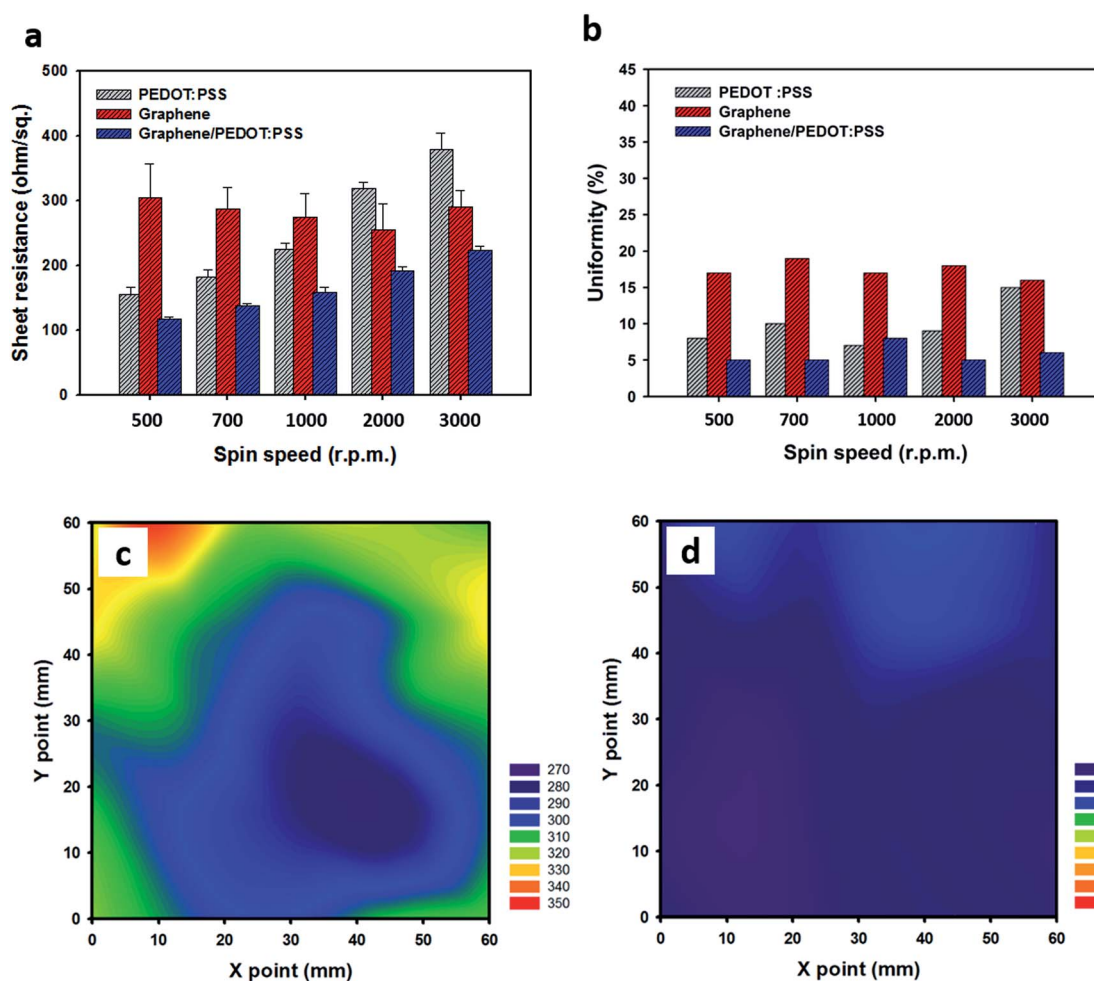 a
500
400
300
200
100
0
Sheet resistance (ohm/sq.)
PEDOT:PSS
Graphene
Graphene/PEDOT:PSS
500 700 1000 2000 3000
Spin speed (r.p.m.)
b
45
40
35
30
25
20
15
10
5
0
Uniformity (%)
PEDOT :PSS
Graphene
Graphene/PEDOT:PSS
500 700 1000 2000 3000
Spin speed (r.p.m.)
c
60
50
40
30
20
10
0
Y point (mm)
0 10 20 30 40 50 60
X point (mm)
270
280
290
300
310
320
330
340
350
d
60
50
40
30
20
10
0
Y point (mm)
0 10 20 30 40 50 60
X point (mm)